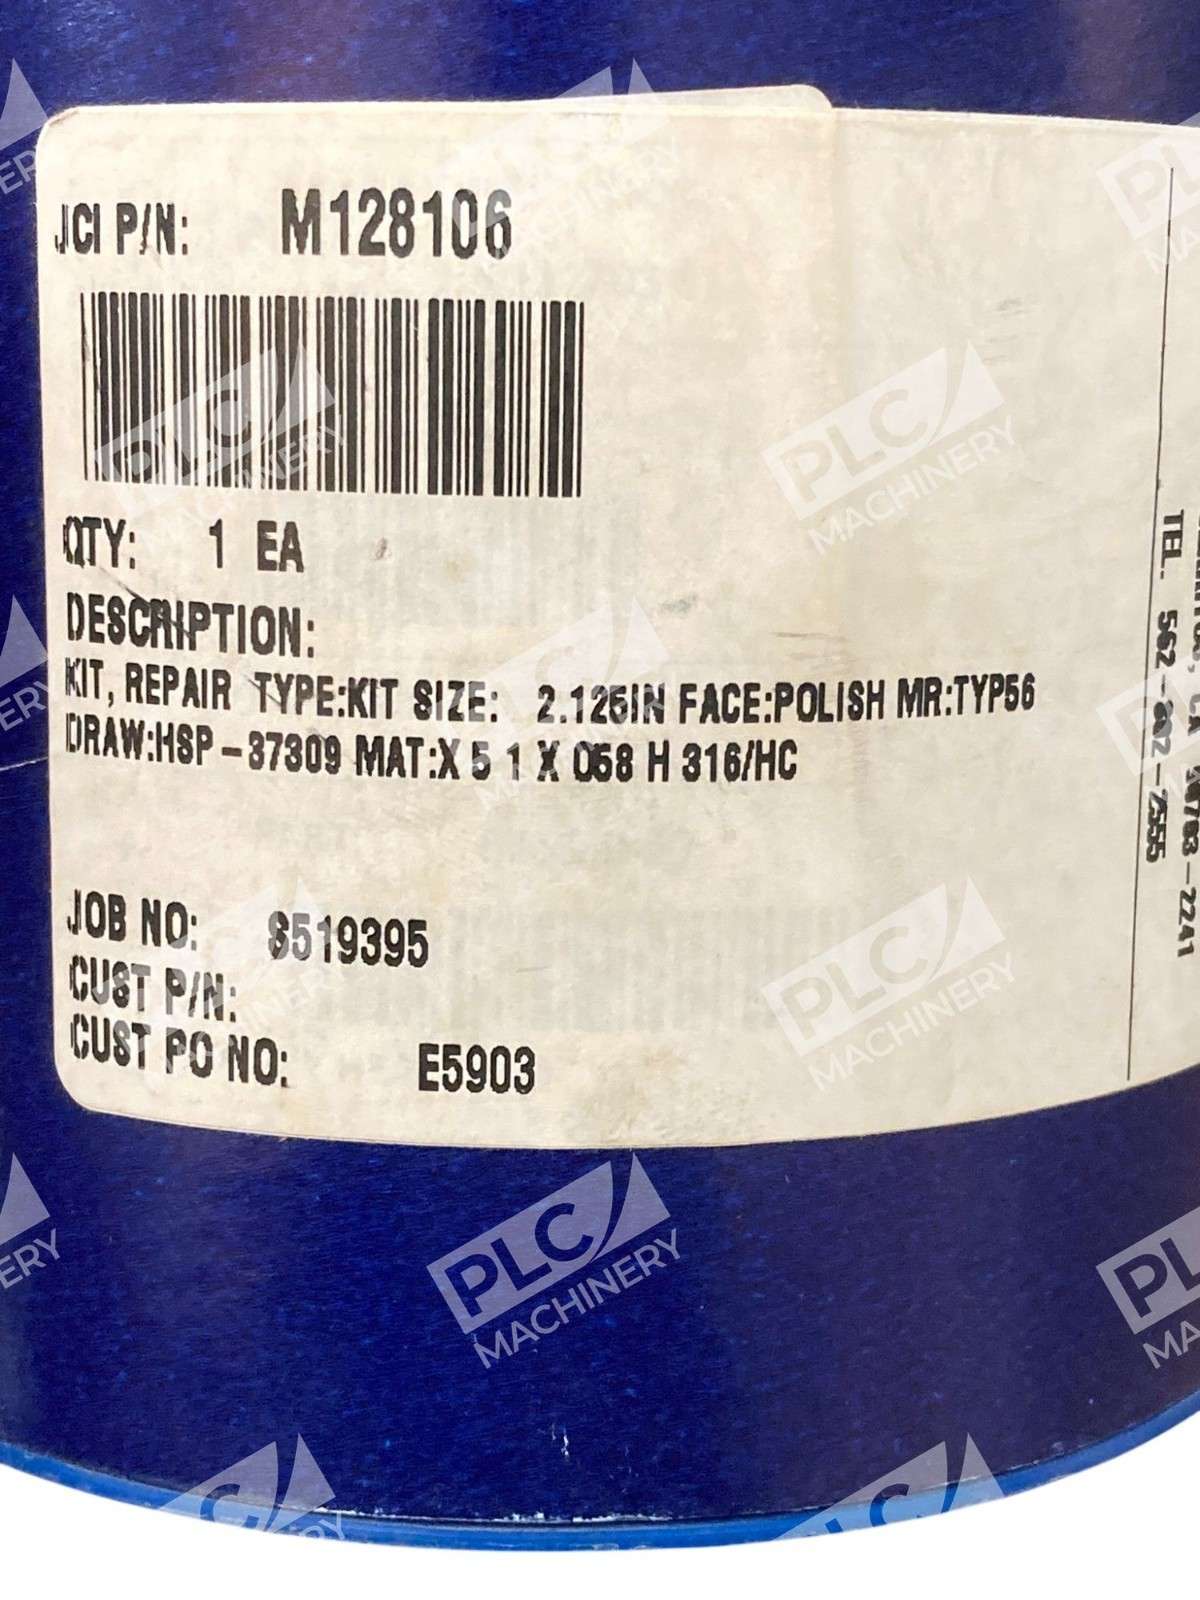 JCI P/N: M128106
QTY: 1 EA
DESCRIPTION:
KIT, REPAIR TYPE:KIT SIZE: 2.125IN FACE:POLISH MR:TYP56
DRAW:HSP-37309 MAT:X 5 1 X 058 H 316/HC
JOB NO: S519395
CUST P/N:
CUST PO NO: E5903
TEL. 562-802-7555
PLC
MACHINERY